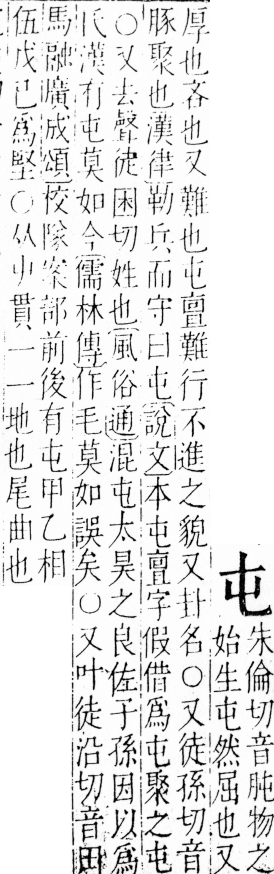 屯
朱倫切音肫物之
始生屯然屈也又
厚也吝也又難也屯亶難行不進之貌又卦名○又徒孫切音
豚聚也漢律勒兵而守曰屯說文本屯亶字假借爲屯聚之屯
○又去聲徒困切姓也風俗通混屯太昊之良佐子孫因以爲
氏漢有屯莫如今儒林傳作毛莫如誤矣○又叶徒沿切音田
馬融廣成頌校隊案部前後有屯甲乙相
伍戊己爲堅○从屮貫一一地也尾曲也